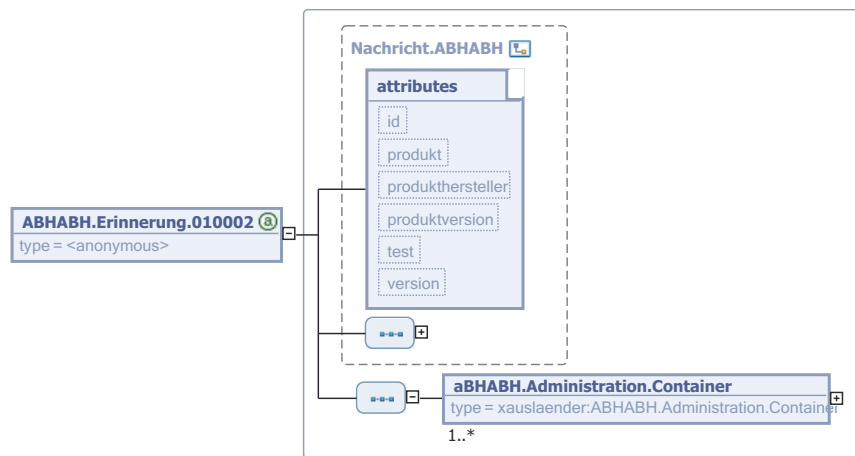 Nachricht.ABHABH
attributes
id
produkt
produkthersteller
produktversion
test
version
ABHABH.Erinnerung.010002 a
type = <anonymous>
aBHABH.Administration.Container
type = xauslaender:ABHABH.Administration.Container
1..*